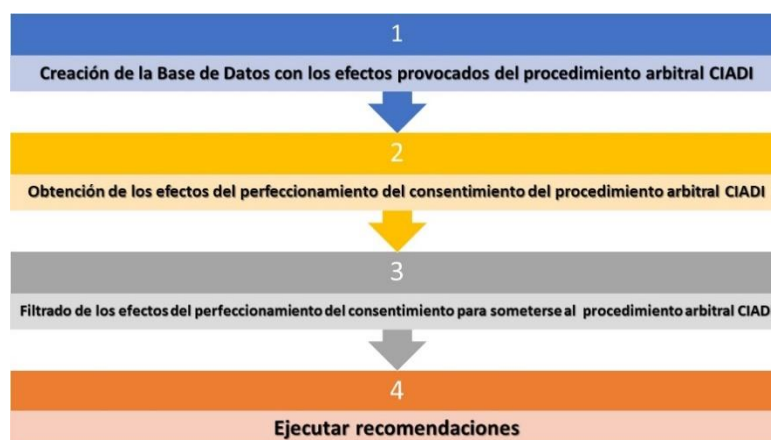 1
Creación de la Base de Datos con los efectos provocados del procedimiento arbitral CIADI
2
Obtención de los efectos del perfeccionamiento del consentimiento del procedimiento arbitral CIADI
3
Filtrado de los efectos del perfeccionamiento del consentimiento para someterse al procedimiento arbitral CIAD
4
Ejecutar recomendaciones